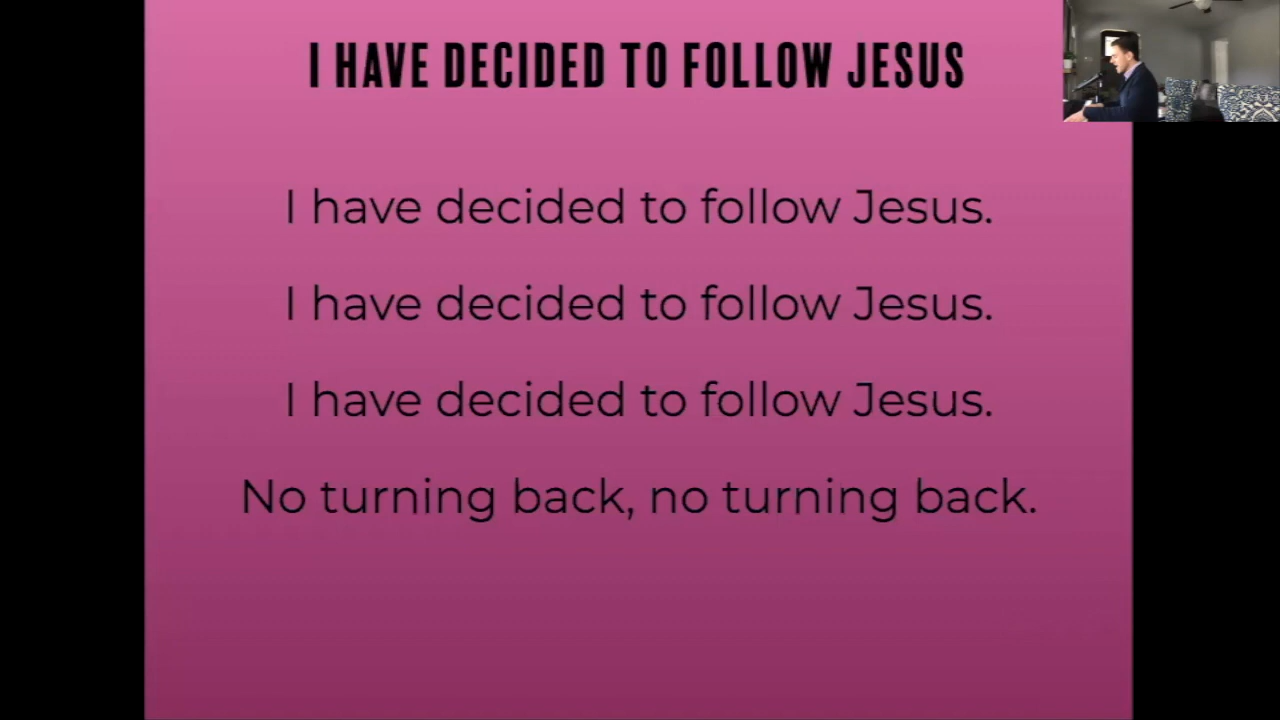 I HAVE DECIDED TO FOLLOW JESUS
I have decided to follow Jesus.
I have decided to follow Jesus.
I have decided to follow Jesus.
No turning back, no turning back.